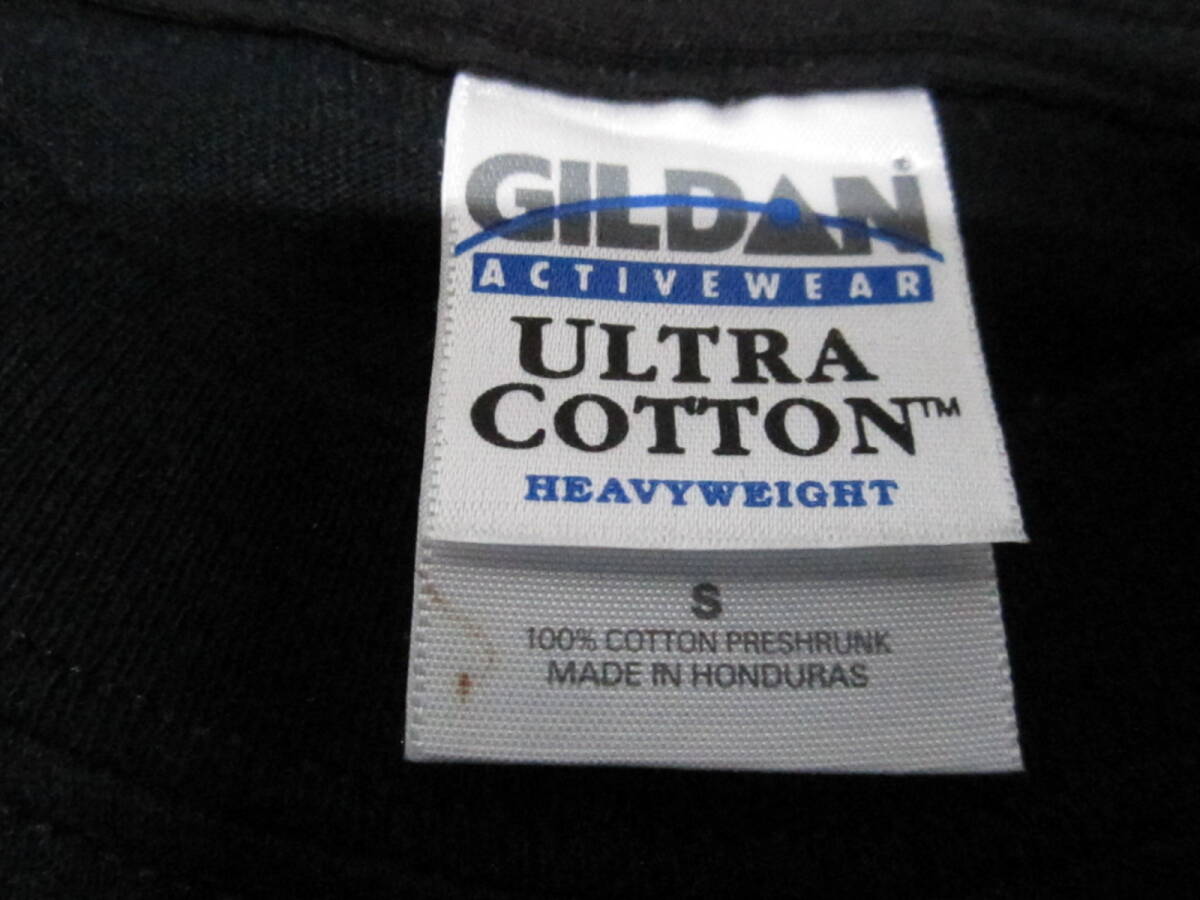 GILDAN®
ACTIVEWEAR
ULTRA
COTTON™
HEAVYWEIGHT
S
100% COTTON PRESHRUNK
MADE IN HONDURAS